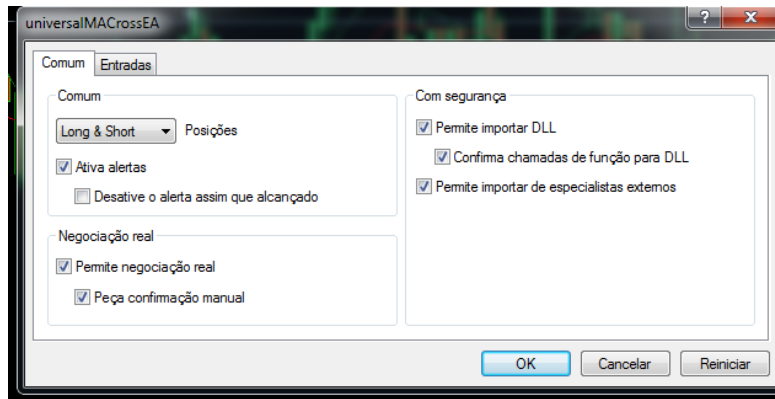 universalMACrossEA
?
X
Comum
Entradas
Comum
Long & Short
Posições
Ativa alertas
Desative o alerta assim que alcançado
Negociação real
Permite negociação real
Peça confirmação manual
Com segurança
Permite importar DLL
Confirma chamadas de função para DLL
Permite importar de especialistas externos
OK
Cancelar
Reiniciar